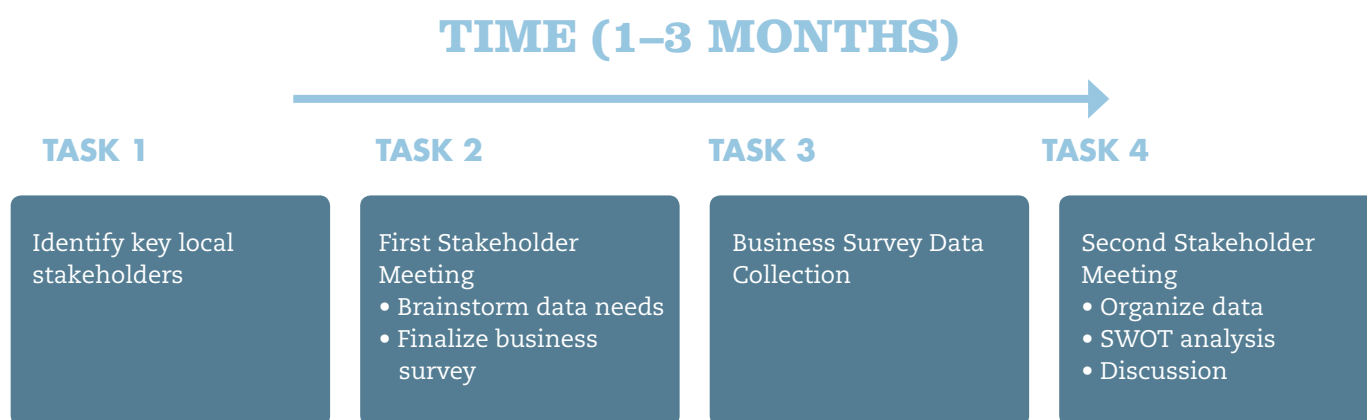 TIME (1–3 MONTHS)
TASK 1
TASK 2
TASK 3
TASK 4
Identify key local
stakeholders
First Stakeholder
Meeting
• Brainstorm data needs
• Finalize business
survey
Business Survey Data
Collection
Second Stakeholder
Meeting
• Organize data
• SWOT analysis
• Discussion